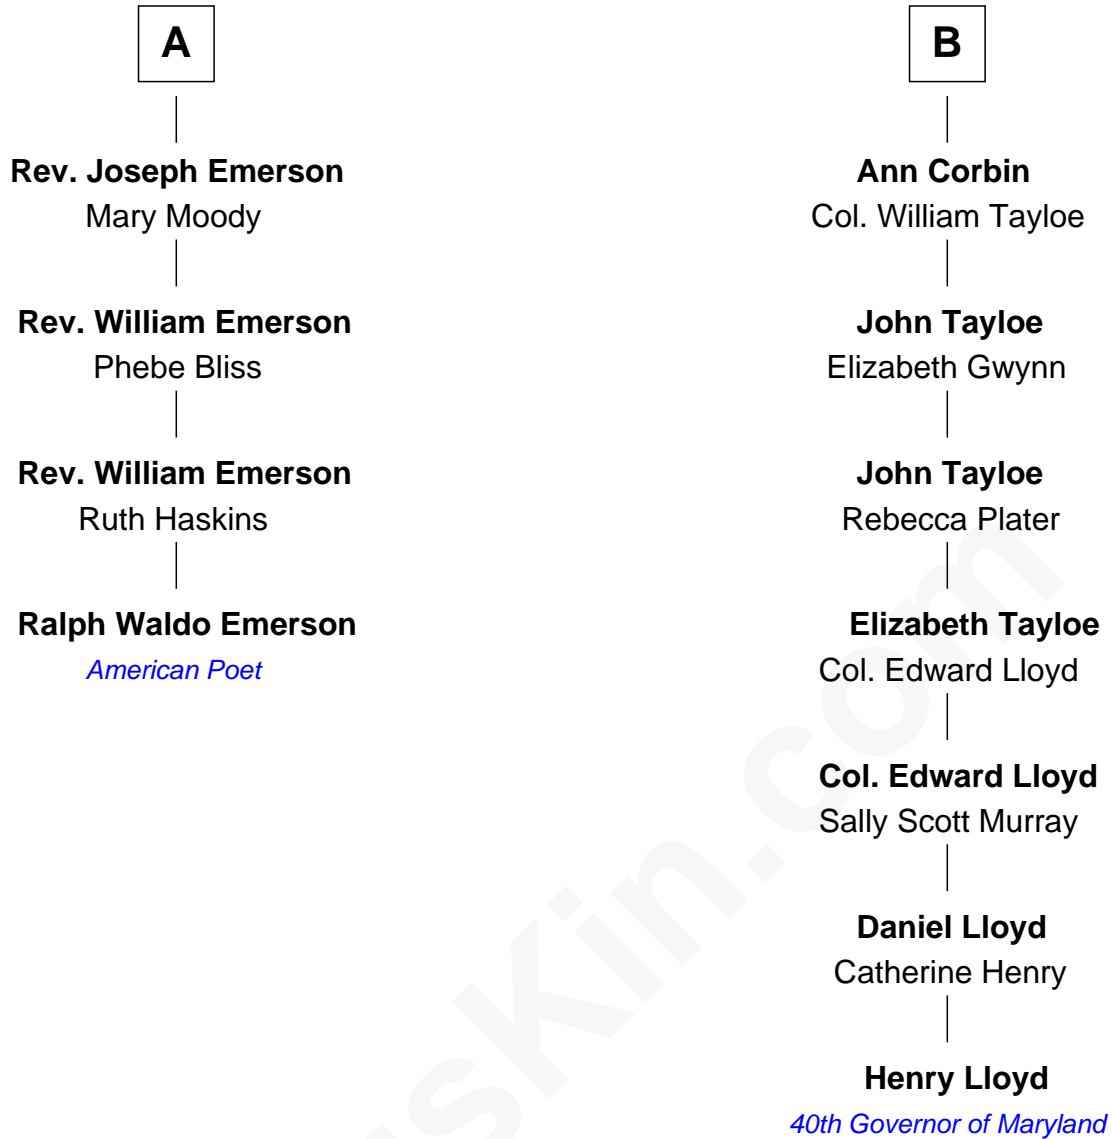 A
Rev. Joseph Emerson
Mary Moody
Rev. William Emerson
Phebe Bliss
Rev. William Emerson
Ruth Haskins
Ralph Waldo Emerson
American Poet
B
Ann Corbin
Col. William Tayloe
John Tayloe
Elizabeth Gwynn
John Tayloe
Rebecca Plater
Elizabeth Tayloe
Col. Edward Lloyd
Col. Edward Lloyd
Sally Scott Murray
Daniel Lloyd
Catherine Henry
Henry Lloyd
40th Governor of Maryland
usKin.com